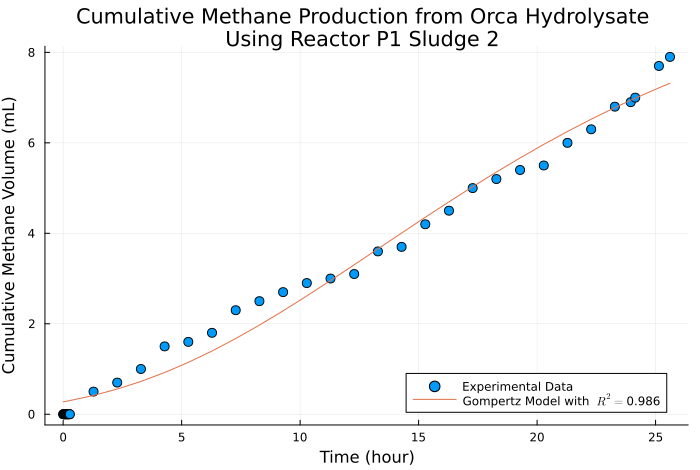 Cumulative Methane Production from Orca Hydrolysate
Using Reactor P1 Sludge 2
Cumulative Methane Volume (mL)
8
6
4
2
0
0 5 10 15 20 25
Time (hour)
Experimental Data
Gompertz Model with R² = 0.986